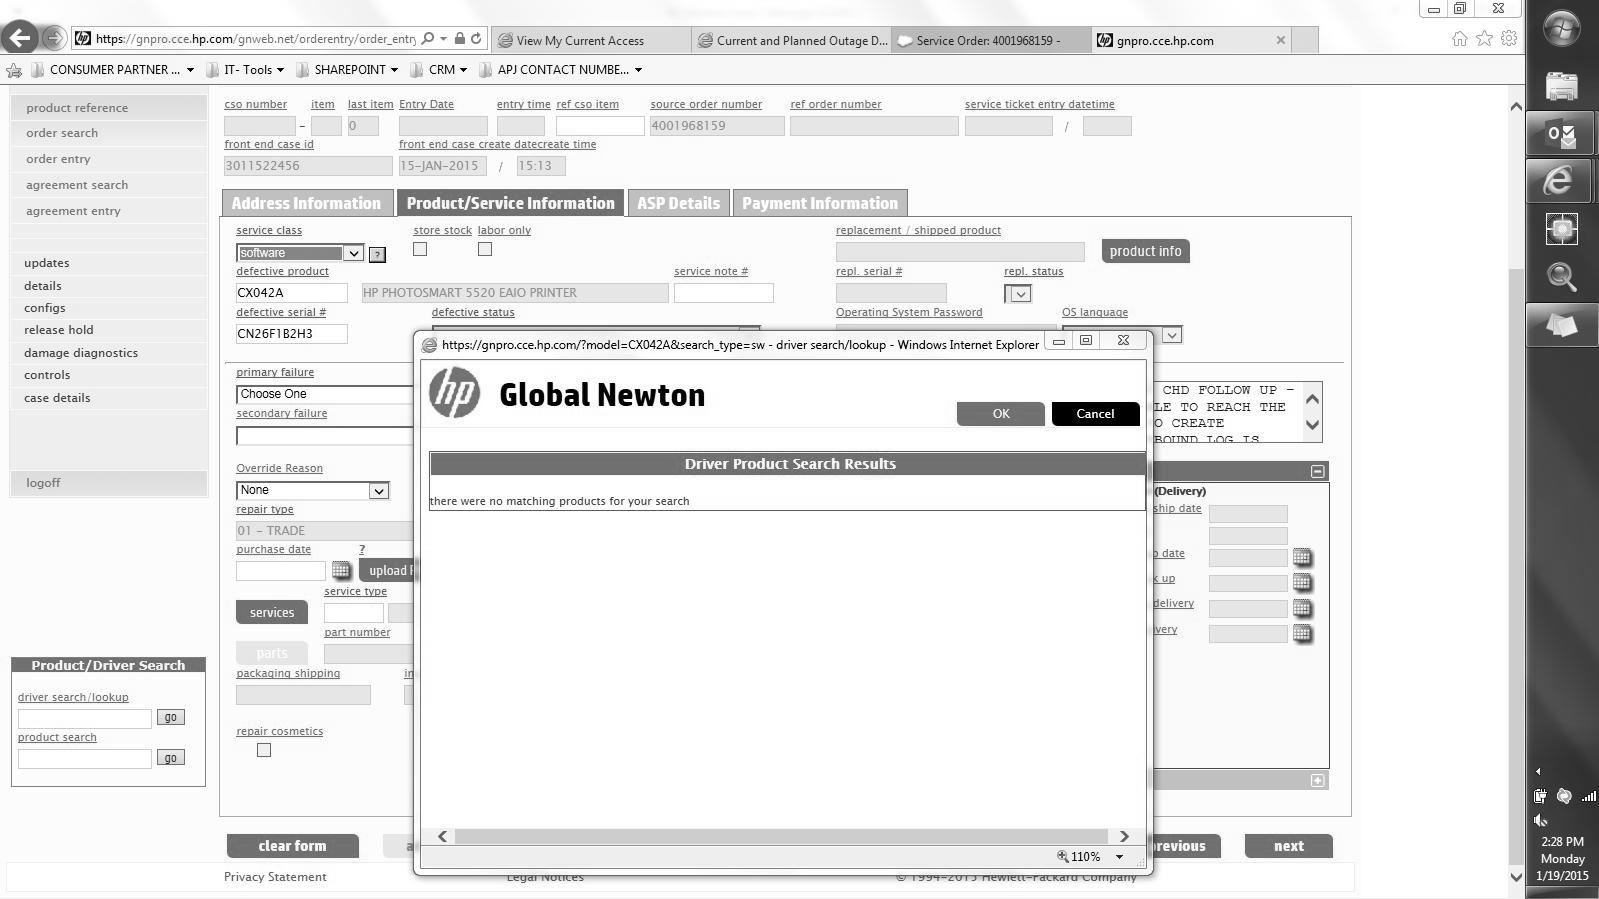 https://gnpro.cce.hp.com/gnweb.net/orderentry/order_entry
View My Current Access
Current and Planned Outage D...
Service Order: 4001968159 -
gnpro.cce.hp.com
CONSUMER PARTNER ...
IT- Tools
SHAREPOINT
CRM
APJ CONTACT NUMBE...
product reference
order search
order entry
agreement search
agreement entry
updates
details
configs
release hold
damage diagnostics
controls
case details
logoff
Product/Driver Search
driver search/lookup
go
product search
go
cso number item last item Entry Date entry time ref cso item source order number ref order number service ticket entry datetime
- 0 4001968159 /
front end case id front end case create datecreate time
3011522456 15-JAN-2015 / 15:13
Address Information Product/Service Information ASP Details Payment Information
service class store stock labor only replacement / shipped product
software ? product info
defective product service note # repl. serial # repl. status
CX042A HP PHOTOSMART 5520 EAIO PRINTER
defective serial # defective status Operating System Password OS language
CN26F1B2H3
primary failure
Choose One
secondary failure
Override Reason
None
repair type
01 - TRADE
purchase date ?
upload
service type
services
part number
parts
packaging shipping
repair cosmetics
https://gnpro.cce.hp.com/?model=CX042A&search_type=sw - driver search/lookup - Windows Internet Explorer
hp Global Newton
OK Cancel
Driver Product Search Results
there were no matching products for your search
110%
CHD FOLLOW UP -
LE TO REACH THE
O CREATE
BOUND LOG IS
(Delivery)
ship date
date
up
delivery
clear form
previous
next
Privacy Statement
Legal Notices
© 1994-2015 Hewlett-Packard Company
2:28 PM
Monday
1/19/2015